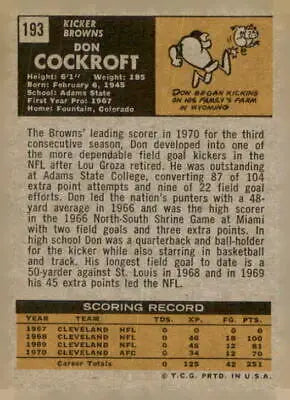 193
KICKER
BROWNS
DON
COCKROFT
Height: 6'1" Weight: 185
Born: February 6, 1945
School: Adams State
First Year Pro: 1967
Home: Fountain, Colorado
DON BEGAN KICKING
ON HIS FAMILY'S FARM
IN WYOMING
The Browns' leading scorer in 1970 for the third
consecutive season, Don developed into one of
the more dependable field goal kickers in the
NFL after Lou Groza retired. He was outstanding
at Adams State College, converting 87 of 104
extra point attempts and nine of 22 field goal
efforts. Don led the nation's punters with a 48-
yard average in 1966 and was the high scorer
in the 1966 North-South Shrine Game at Miami
with two field goals and three extra points. In
high school Don was a quarterback and ball-holder
for the kicker while also starring in basketball
and track. His longest field goal to date is a
50-yarder against St. Louis in 1968 and in 1969
his 45 extra points led the NFL.
SCORING RECORD
YEAR TEAM TDS. XP. FG. PTS.
1967 CLEVELAND NFL 0 0 0 0
1968 CLEVELAND NFL 0 46 18 100
1969 CLEVELAND NFL 0 45 12 81
1970 CLEVELAND AFC 0 34 12 70
Career Totals 0 125 42 251
© T.C.G. PRTD. IN U.S.A.